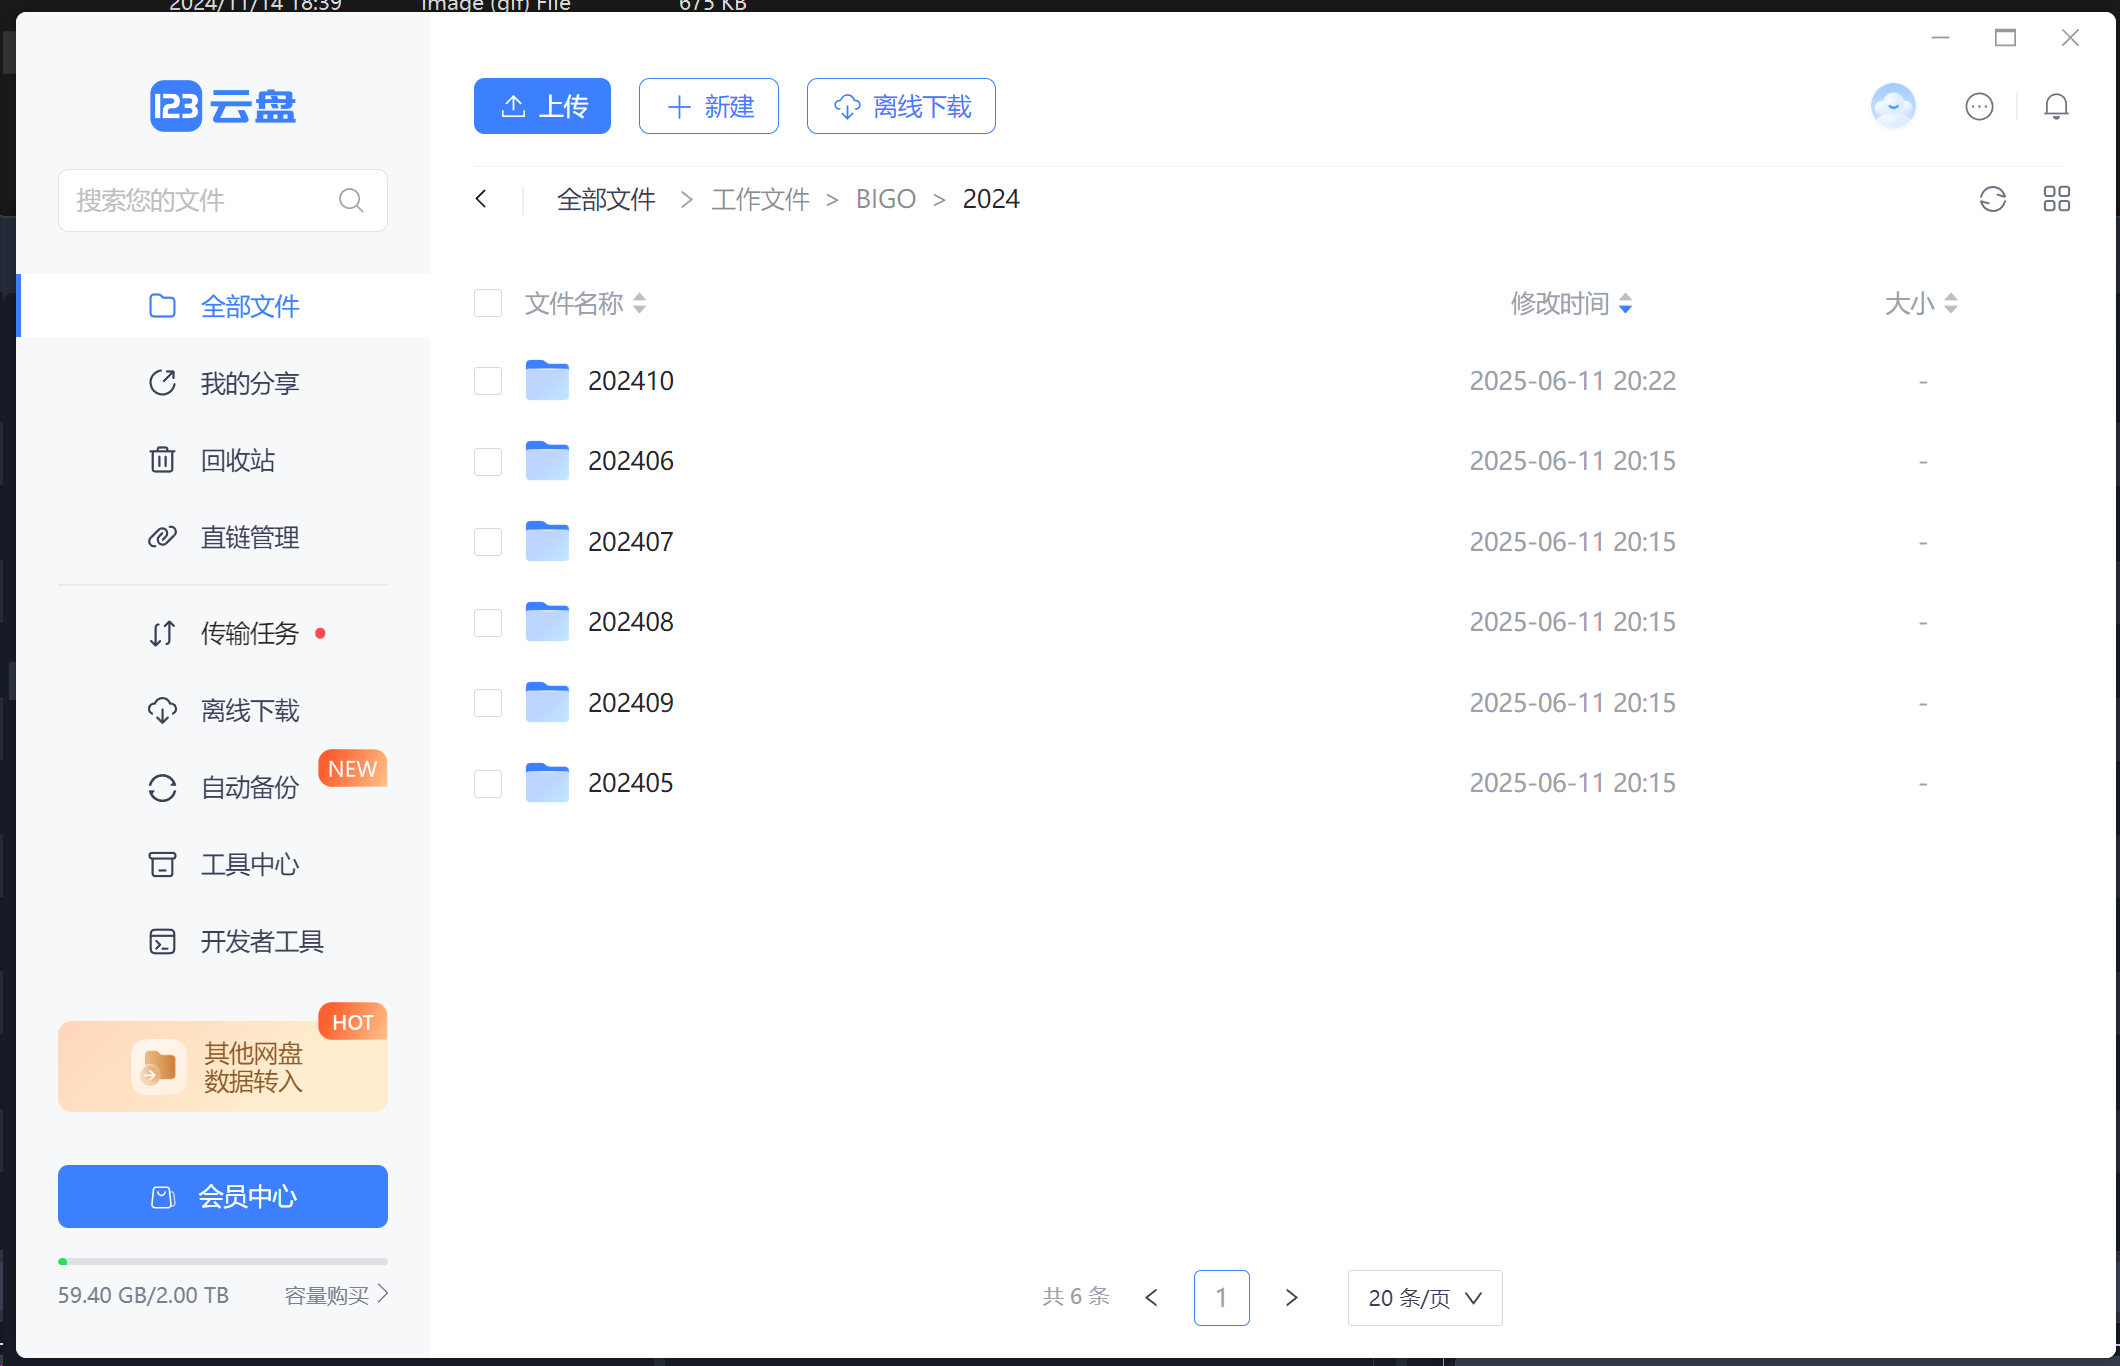 2024/11/14 18:39 Image (gif) File 675 KB
123云盘
上传 新建 离线下载
搜索您的文件
全部文件 > 工作文件 > BIGO > 2024
全部文件
我的分享
回收站
直链管理
传输任务
离线下载
自动备份 NEW
工具中心
开发者工具
HOT
其他网盘
数据转入
会员中心
59.40 GB/2.00 TB 容量购买 >
文件名称 修改时间 大小
202410 2025-06-11 20:22 -
202406 2025-06-11 20:15 -
202407 2025-06-11 20:15 -
202408 2025-06-11 20:15 -
202409 2025-06-11 20:15 -
202405 2025-06-11 20:15 -
共 6 条 < 1 > 20 条/页